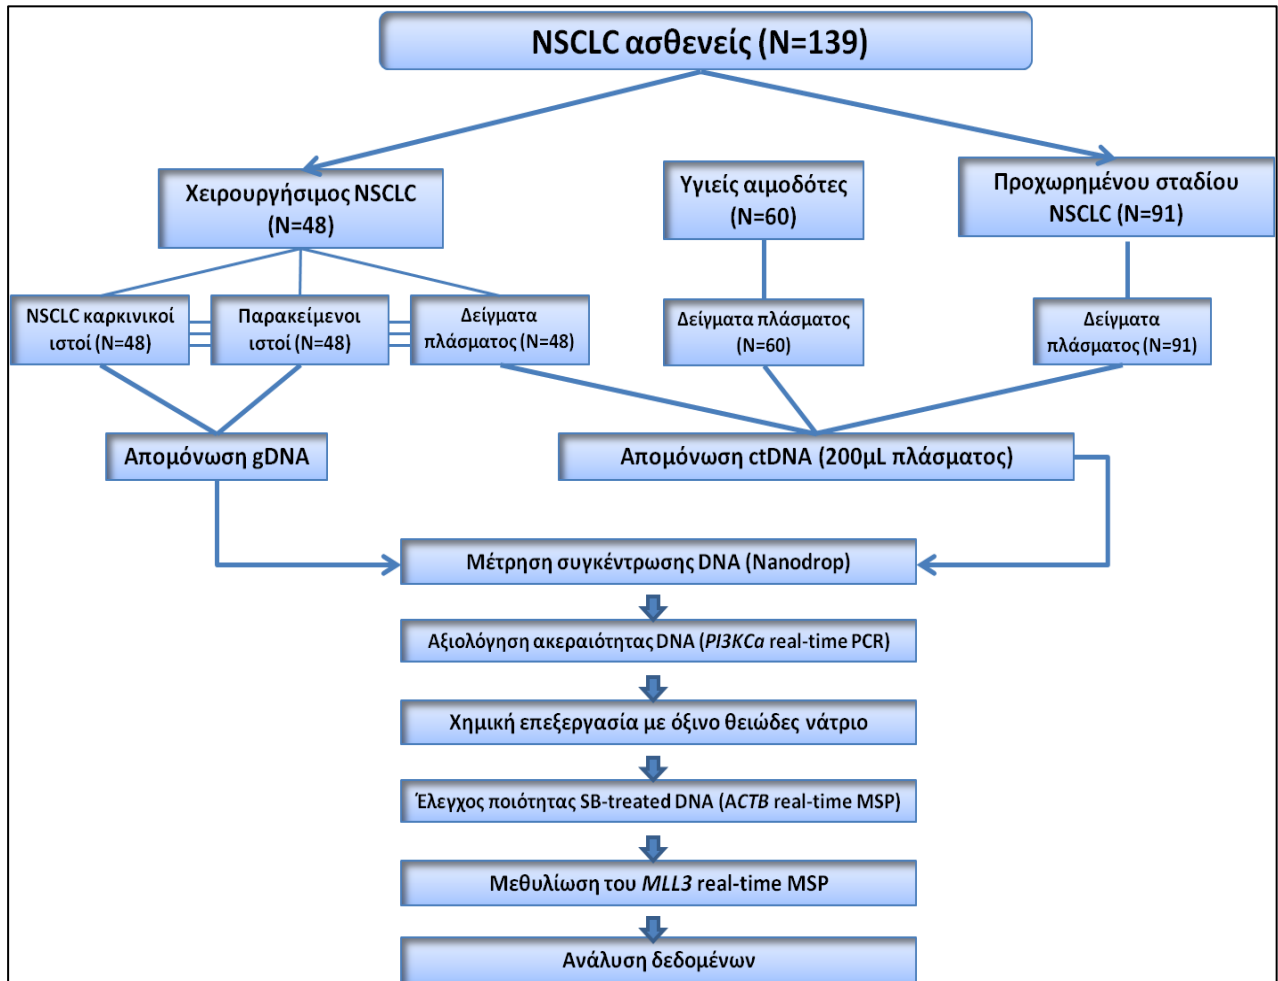 NSCLC ασθενείς (N=139)
Χειρουργήσιμος NSCLC
(N=48)
Υγιείς αιμοδότες
(N=60)
Προχωρημένου σταδίου
NSCLC (N=91)
NSCLC καρκινικοί
ιστοί (N=48)
Παρακείμενοι
ιστοί (N=48)
Δείγματα
πλάσματος (N=48)
Δείγματα πλάσματος
(N=60)
Δείγματα
πλάσματος (N=91)
Απομόνωση gDNA
Απομόνωση ctDNA (200μL πλάσματος)
Μέτρηση συγκέντρωσης DNA (Nanodrop)
Αξιολόγηση ακεραιότητας DNA (PI3KCa real-time PCR)
Χημική επεξεργασία με όξινο θειώδες νάτριο
Έλεγχος ποιότητας SB-treated DNA (ACTB real-time MSP)
Μεθυλίωση του MLL3 real-time MSP
Ανάλυση δεδομένων